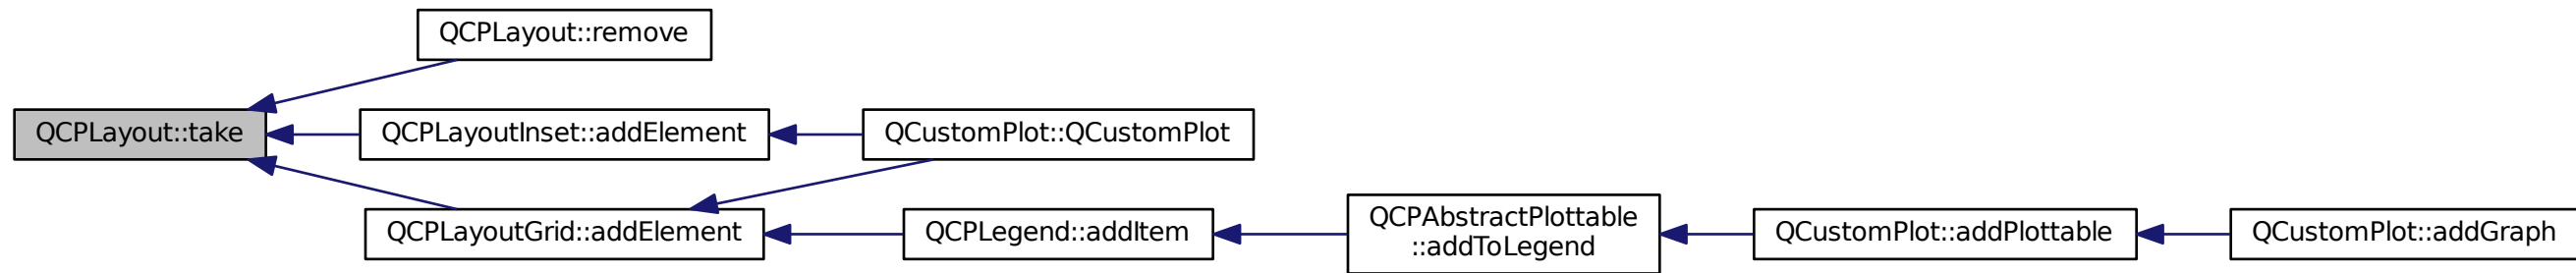 QCPLayout::remove
QCPLayout::take
QCPLayoutInset::addElement
QCustomPlot::QCustomPlot
QCPLayoutGrid::addElement
QCPLegend::addItem
QCPAbstractPlottable
::addToLegend
QCustomPlot::addPlottable
QCustomPlot::addGraph